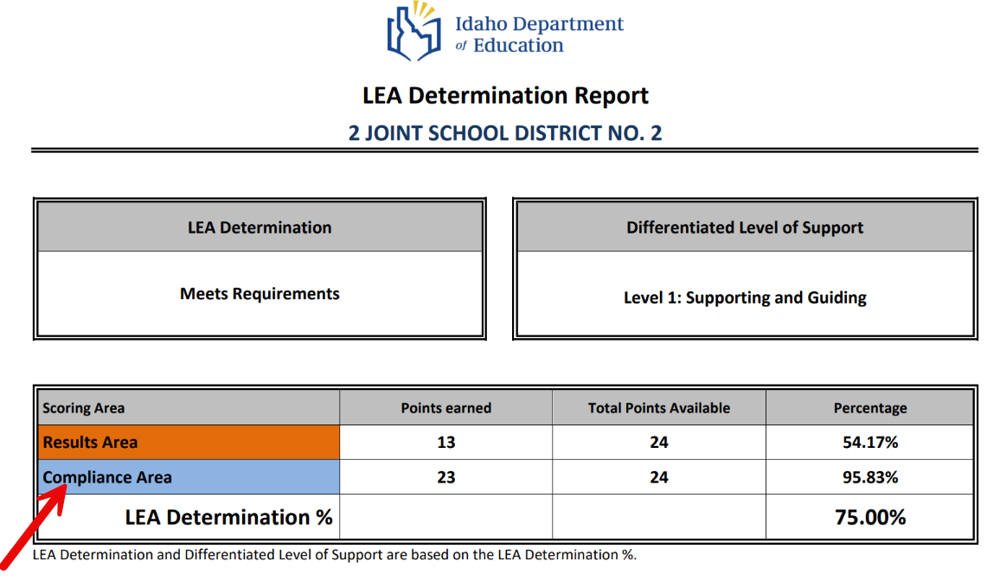 Idaho Department
of Education
LEA Determination Report
2 JOINT SCHOOL DISTRICT NO. 2
LEA Determination
Meets Requirements
Differentiated Level of Support
Level 1: Supporting and Guiding
Scoring Area Points earned Total Points Available Percentage
Results Area 13 24 54.17%
Compliance Area 23 24 95.83%
LEA Determination % 75.00%
LEA Determination and Differentiated Level of Support are based on the LEA Determination %.